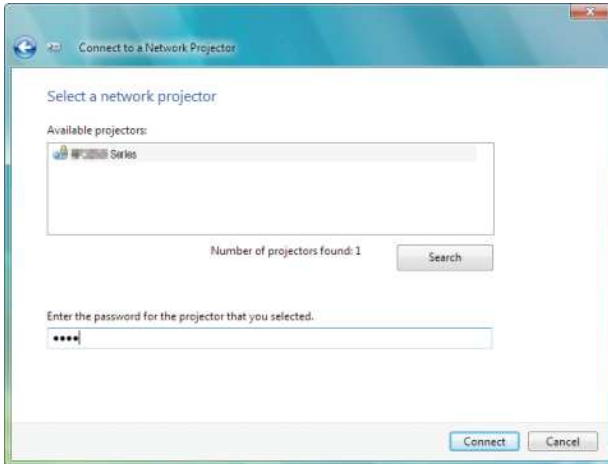 Connect to a Network Projector
Select a network projector
Available projectors:
Series
Number of projectors found: 1
Search
Enter the password for the projector that you selected.
••••
Connect
Cancel